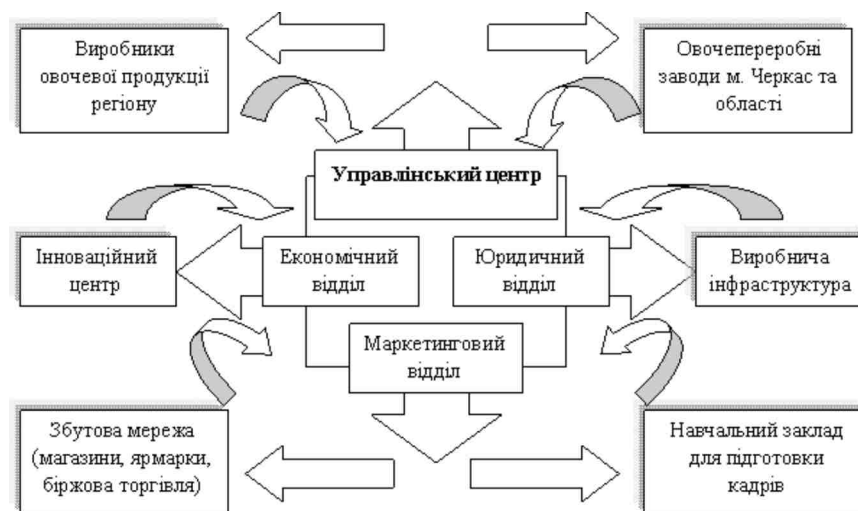 Виробники
овочевої продукції
регіону
Овочепереробні
заводи м. Черкас та
області
Управлінський центр
Інноваційний
центр
Економічний
відділ
Юридичний
відділ
Виробнича
інфраструктура
Маркетинговий
відділ
Збутова мережа
(магазини, ярмарки,
біржова торгівля)
Навчальний заклад
для підготовки
кадрів